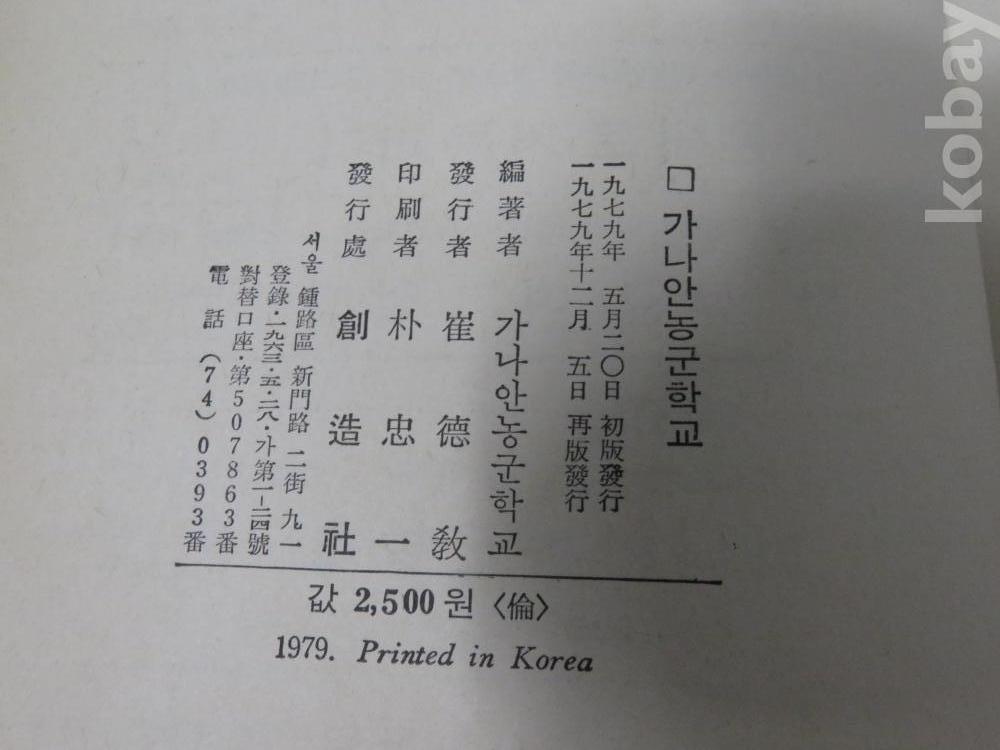 □ 가나안농군학교
一九七九年 五月二〇日 初版發行
一九七九年十二月 五日 再版發行
編著者 가나안농군학교
發行者 崔德敎
印刷者 朴忠一
發行處 創造社
서울 鍾路區 新門路 二街 九一
登錄·一九六三·五·二八·가第一–二四號
對替口座·第507863番
電話 (74) 0393番
값 2,500원 〈倫〉
1979. Printed in Korea
kobay